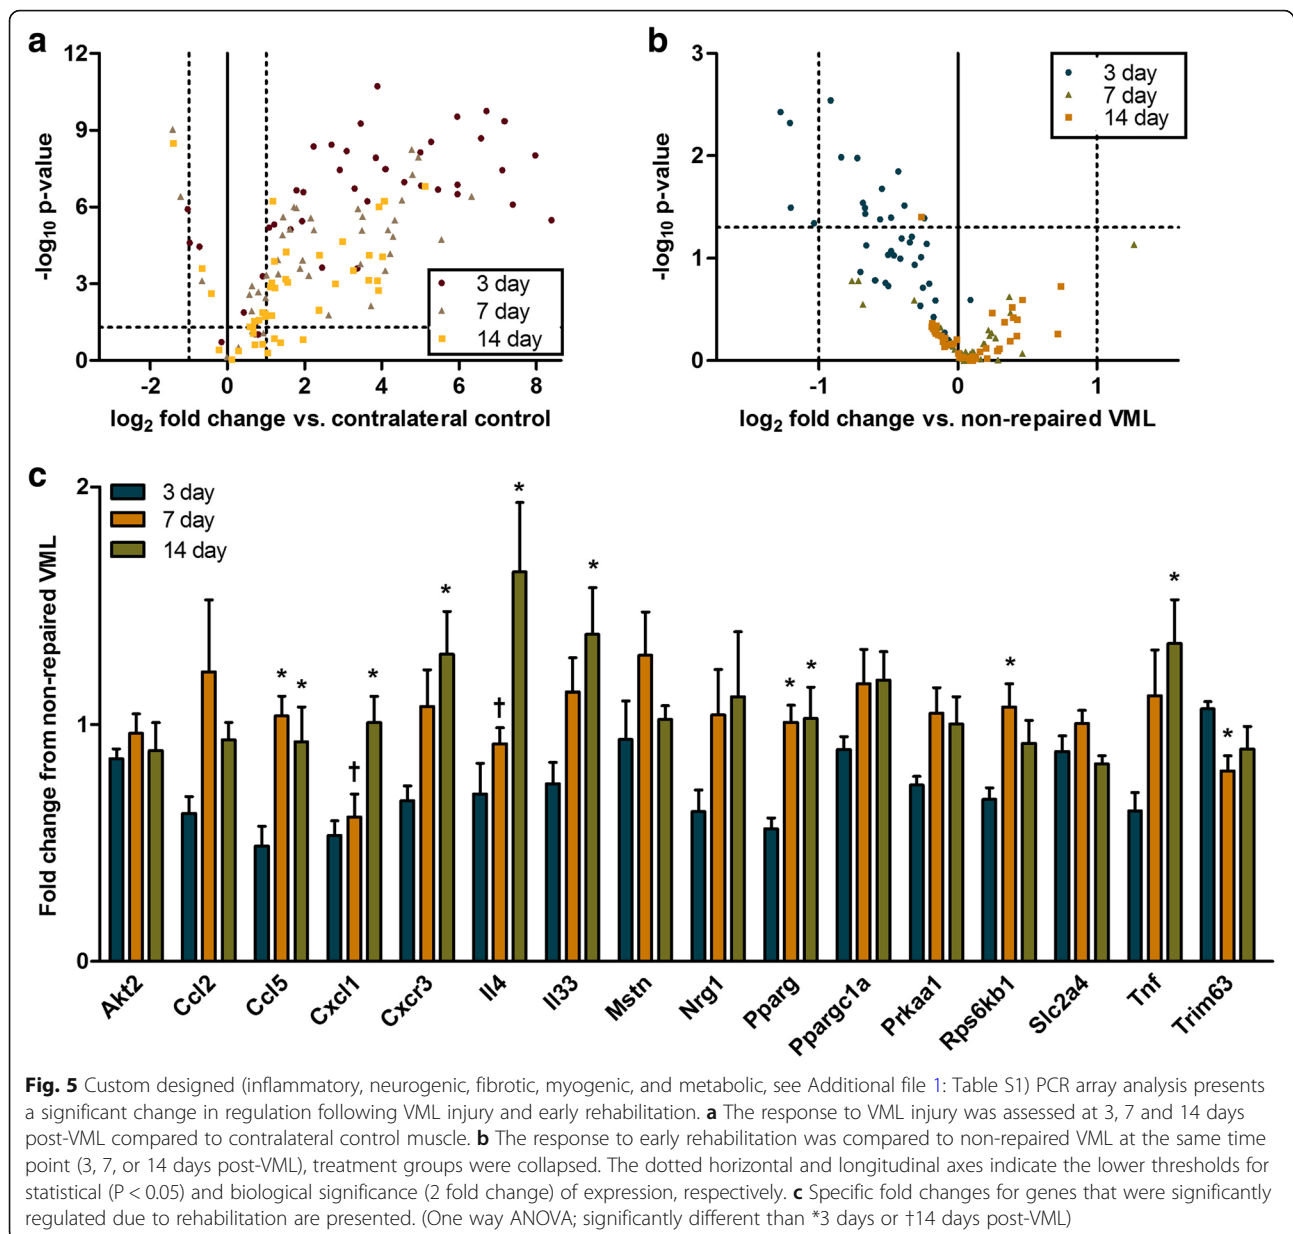 a
12
9
6
3
0
-log10 p-value
-2 0 2 4 6 8
log2 fold change vs. contralateral control
3 day
7 day
14 day
b
3
2
1
0
-log10 p-value
-1 0 1
log2 fold change vs. non-repaired VML
3 day
7 day
14 day
c
2
1
0
Fold change from non-repaired VML
3 day
7 day
14 day
* * * † * * † * * * * * *
Akt2 Ccl2 Ccl5 Cxcl1 Cxcr3 Il4 Il33 Mstn Nrg1 Pparg Ppargc1a Prkaa1 Rps6kb1 Slc2a4 Tnf Trim63
Fig. 5 Custom designed (inflammatory, neurogenic, fibrotic, myogenic, and metabolic, see Additional file 1: Table S1) PCR array analysis presents
a significant change in regulation following VML injury and early rehabilitation. a The response to VML injury was assessed at 3, 7 and 14 days
post-VML compared to contralateral control muscle. b The response to early rehabilitation was compared to non-repaired VML at the same time
point (3, 7, or 14 days post-VML), treatment groups were collapsed. The dotted horizontal and longitudinal axes indicate the lower thresholds for
statistical (P < 0.05) and biological significance (2 fold change) of expression, respectively. c Specific fold changes for genes that were significantly
regulated due to rehabilitation are presented. (One way ANOVA; significantly different than *3 days or †14 days post-VML)